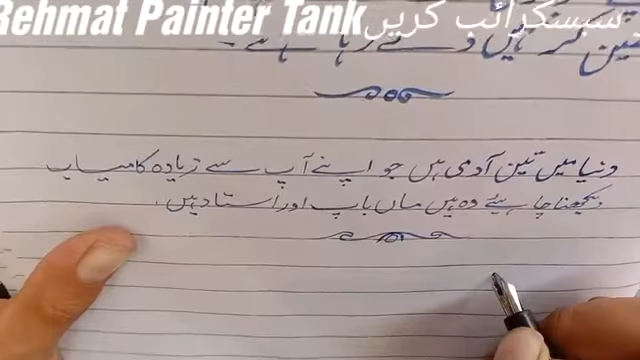 Rehmat Painter Tank سبسکرائب کریں
دنیا میں تین آدمی ہیں جو اپنے آپ سے زیادہ کامیاب
دیکھنا چاہیئے وہ ہیں ماں باپ اور استاد ہیں۔